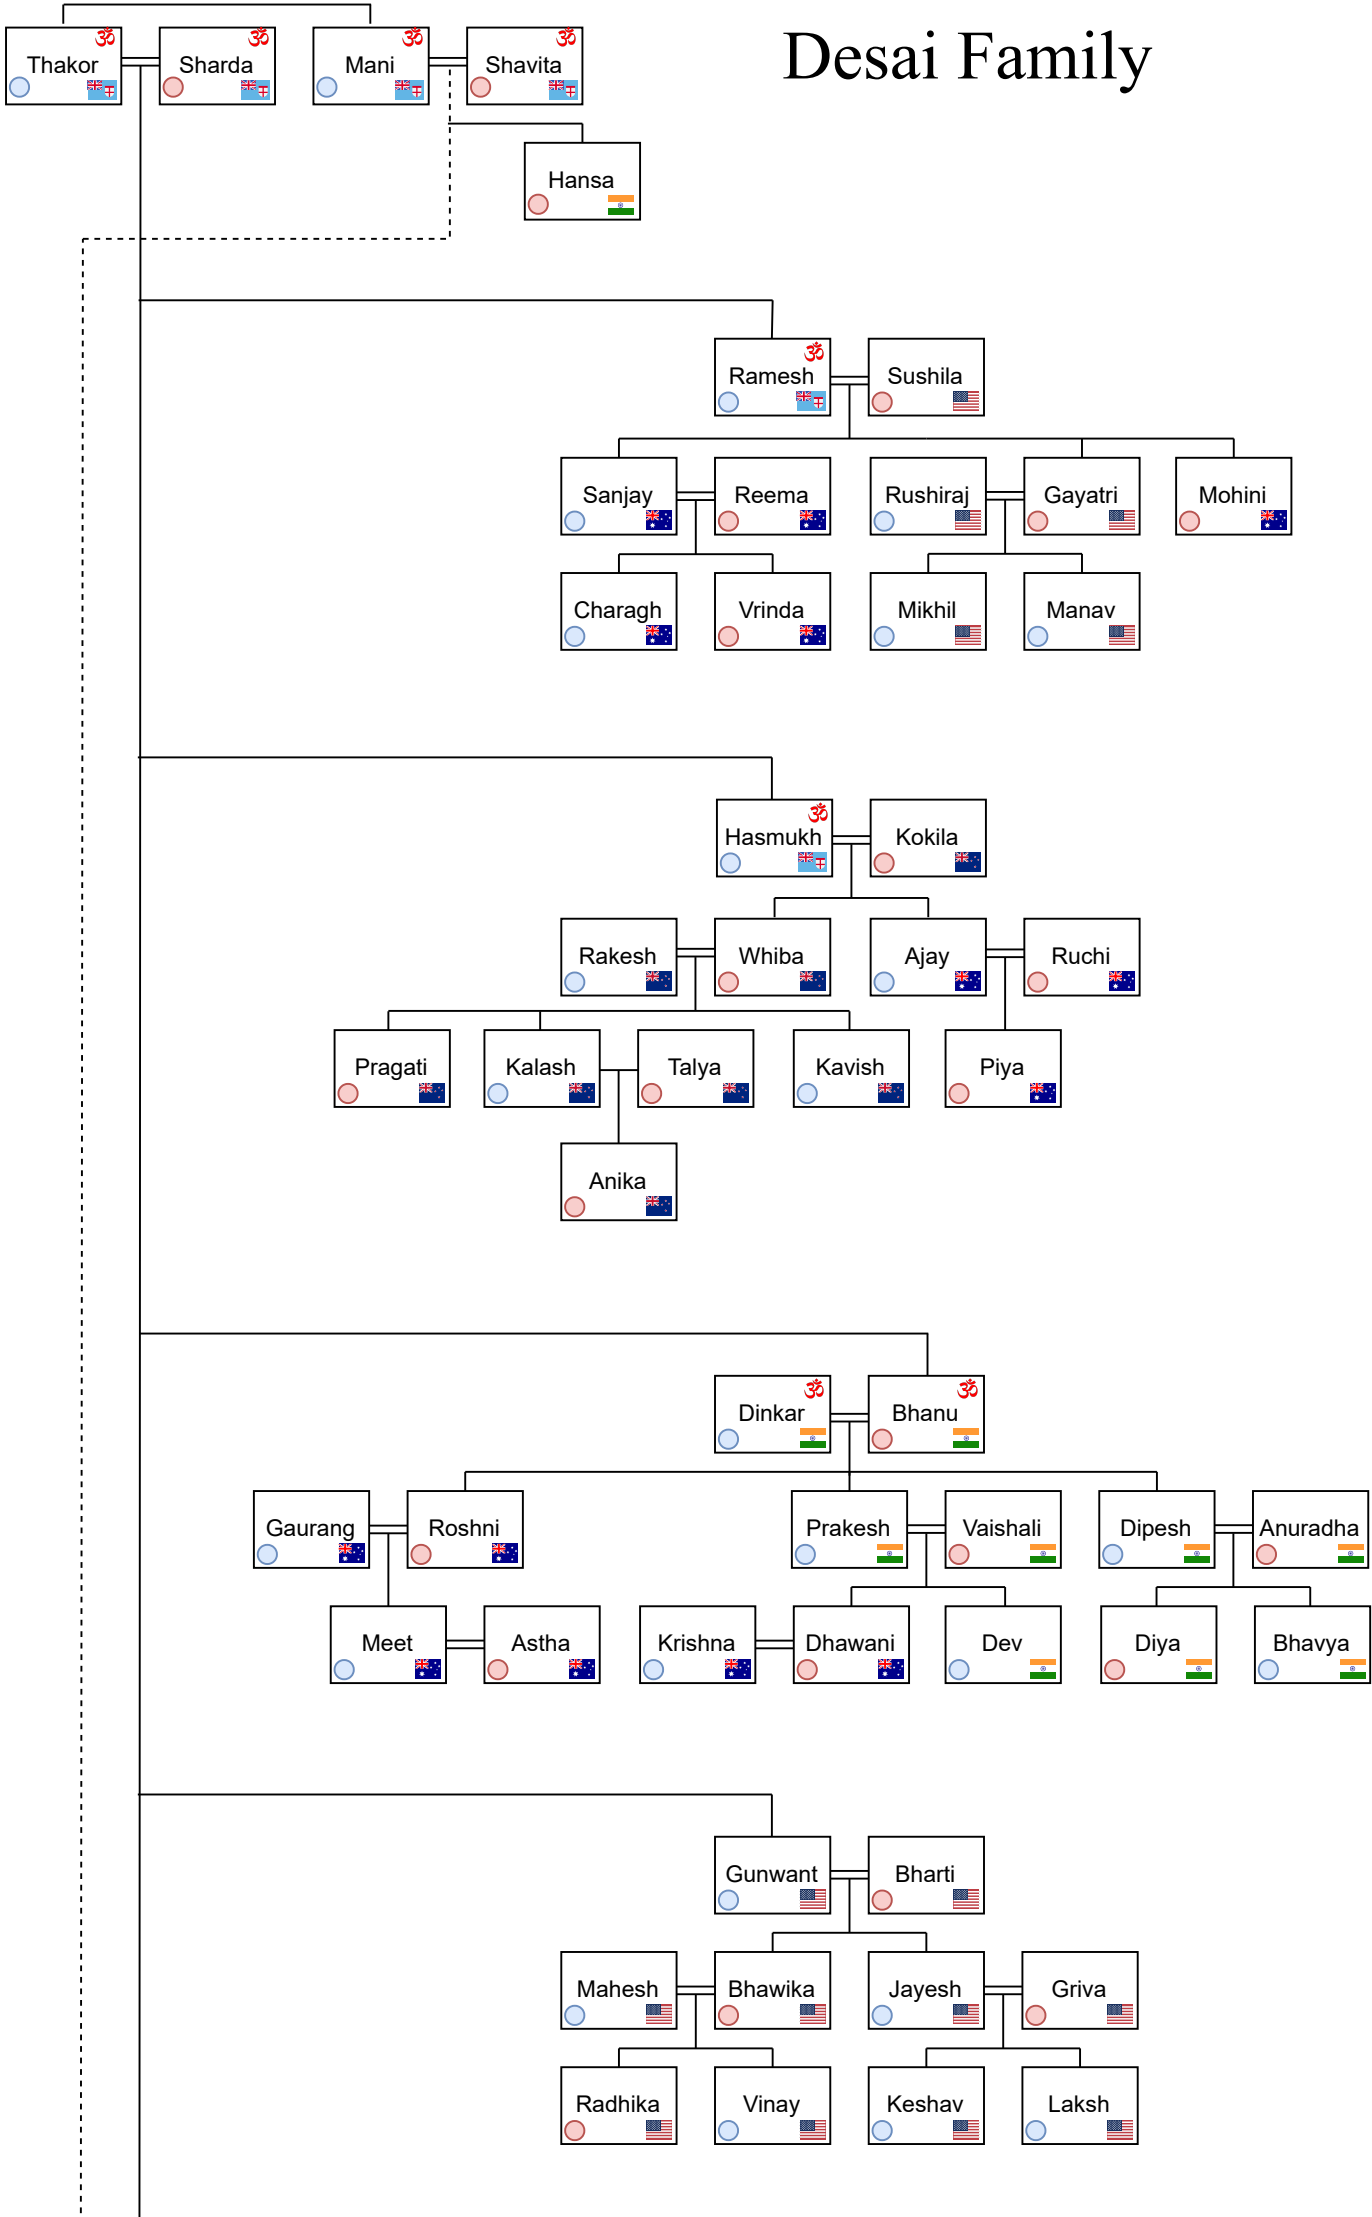 Desai Family
Thakor
Sharda
Mani
Shavita
Hansa
Ramesh
Sushila
Sanjay
Reema
Rushiraj
Gayatri
Mohini
Charagh
Vrinda
Mikhil
Manav
Hasmukh
Kokila
Rakesh
Whiba
Ajay
Ruchi
Pragati
Kalash
Talya
Kavish
Piya
Anika
Dinkar
Bhanu
Gaurang
Roshni
Prakesh
Vaishali
Dipesh
Anuradha
Meet
Astha
Krishna
Dhawani
Dev
Diya
Bhavya
Gunwant
Bharti
Mahesh
Bhawika
Jayesh
Griva
Radhika
Vinay
Keshav
Laksh
ॐ
ॐ
ॐ
ॐ
ॐ
ॐ
ॐ
ॐ